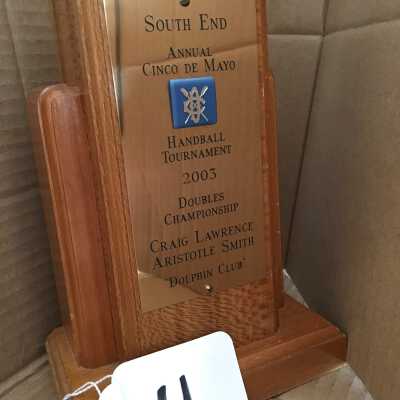 South End
Annual
Cinco de Mayo
Handball
Tournament
2003
Doubles
Championship
Craig Lawrence
Aristotle Smith
'Dolphin Club'